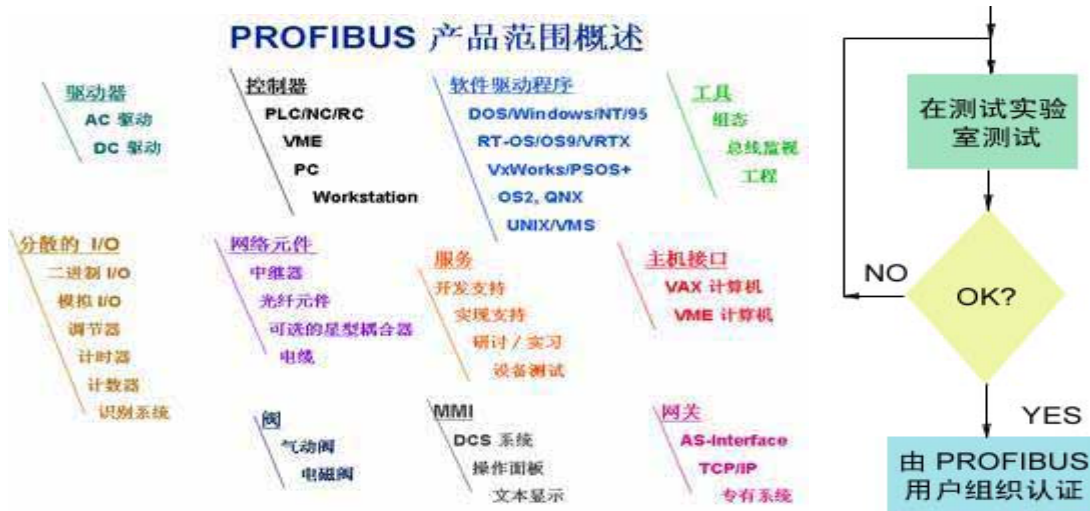 PROFIBUS 产品范围概述
驱动器
AC 驱动
DC 驱动
控制器
PLC/NC/RC
VME
PC
Workstation
软件驱动程序
DOS/Windows/NT/95
RT-OS/OS9/VRTX
VxWorks/PSOS+
OS2, QNX
UNIX/VMS
工具
组态
总线监视
工程
分散的 I/O
二进制 I/O
模拟 I/O
调节器
计时器
计数器
识别系统
网络元件
中继器
光纤元件
可选的星型耦合器
电缆
服务
开发支持
实现支持
研讨 / 实习
设备测试
主机接口
VAX 计算机
VME 计算机
阀
气动阀
电磁阀
MMI
DCS 系统
操作面板
文本显示
网关
AS-Interface
TCP/IP
专有系统
在测试实验
室测试
NO
OK?
YES
由 PROFIBUS
用户组织认证